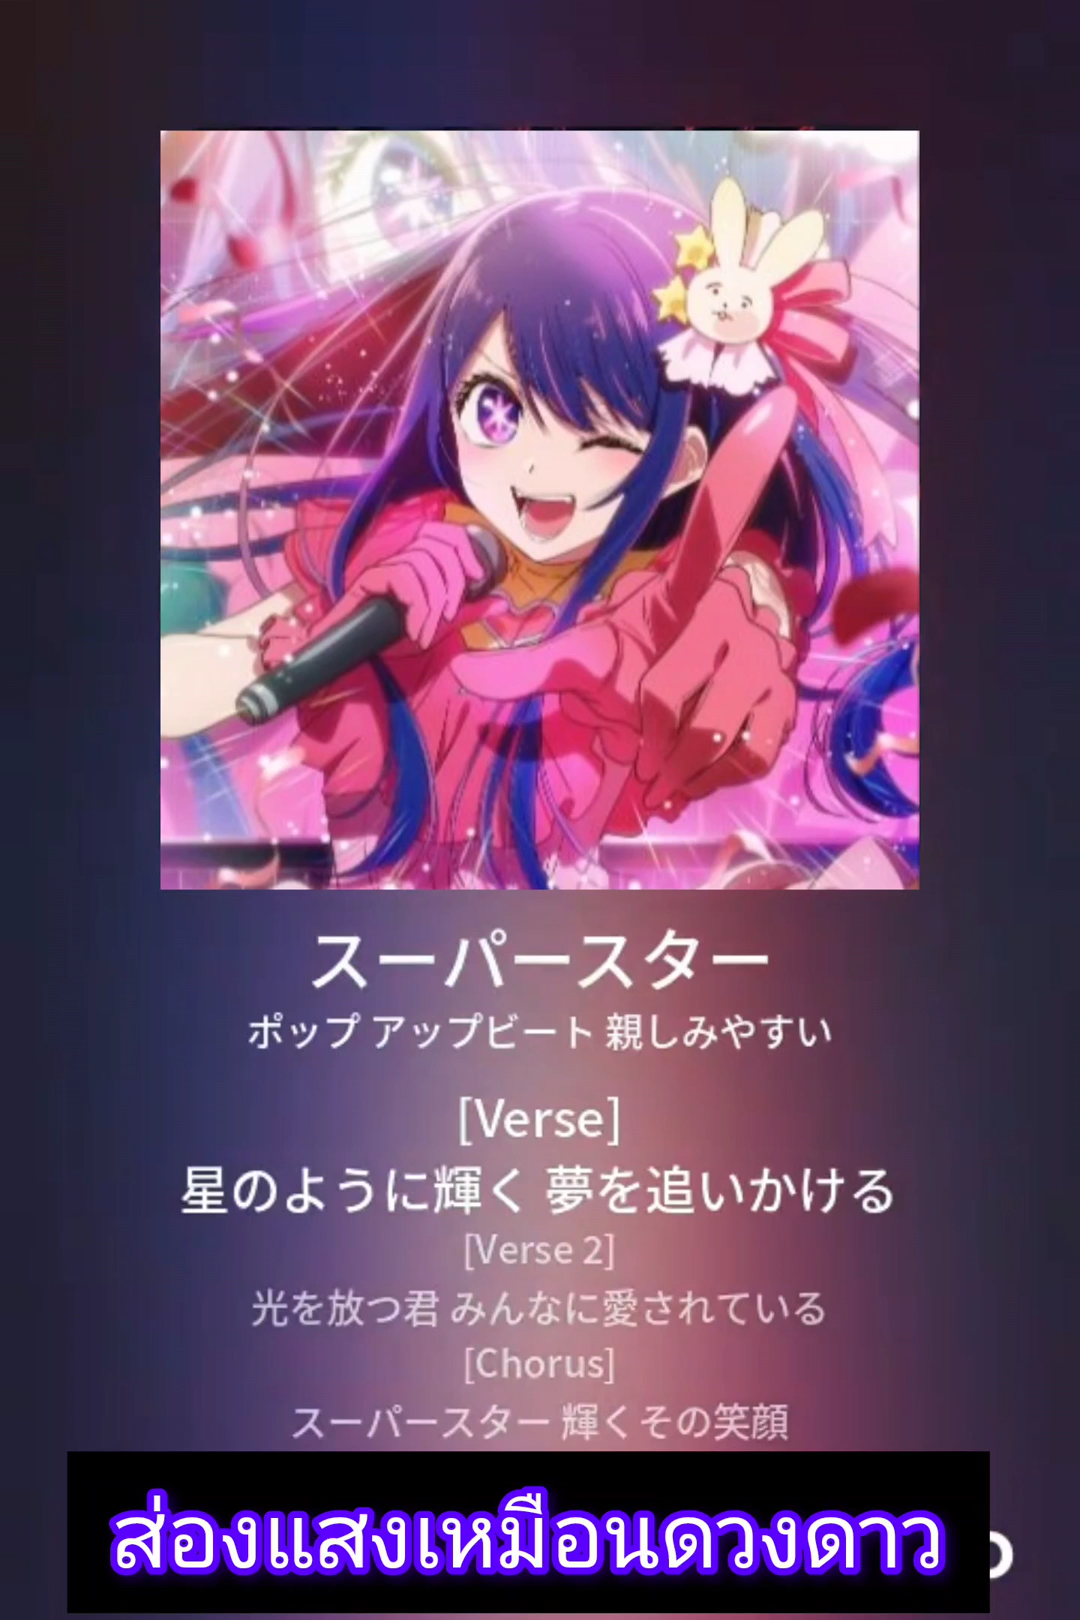 スーパースター
ポップ アップビート 親しみやすい
[Verse]
星のように輝く 夢を追いかける
[Verse 2]
光を放つ君 みんなに愛されている
[Chorus]
スーパースター 輝くその笑顔
ส่องแสงเหมือนดวงดาว